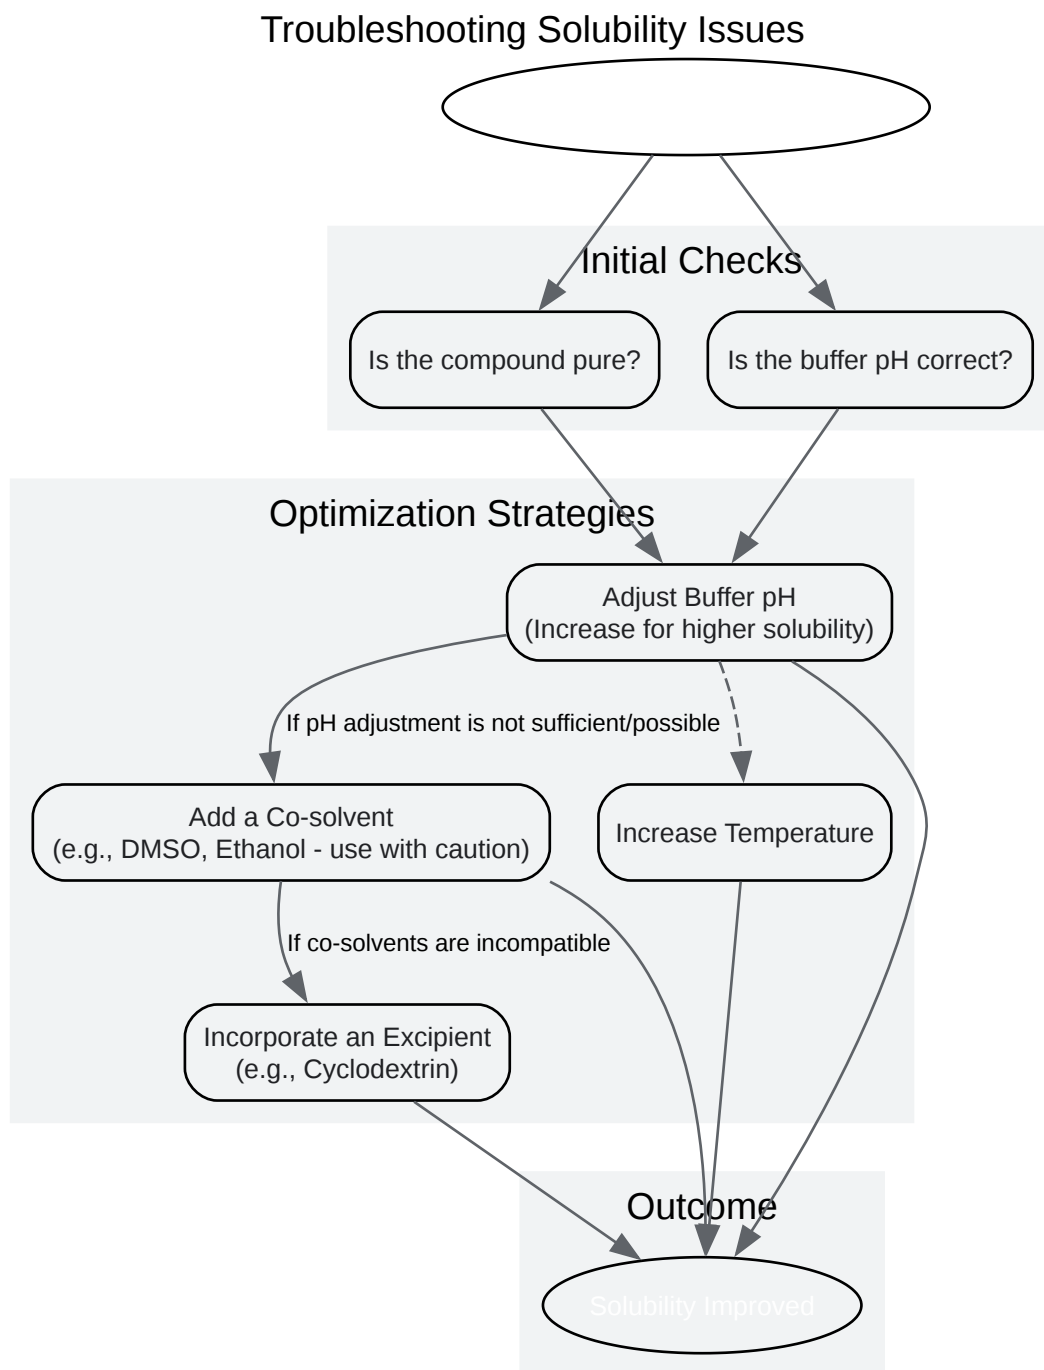 Troubleshooting Solubility Issues
Initial Checks
Is the compound pure?
Is the buffer pH correct?
Optimization Strategies
Adjust Buffer pH
(Increase for higher solubility)
If pH adjustment is not sufficient/possible
Add a Co-solvent
(e.g., DMSO, Ethanol - use with caution)
Increase Temperature
If co-solvents are incompatible
Incorporate an Excipient
(e.g., Cyclodextrin)
Outcome
Solubility Improved